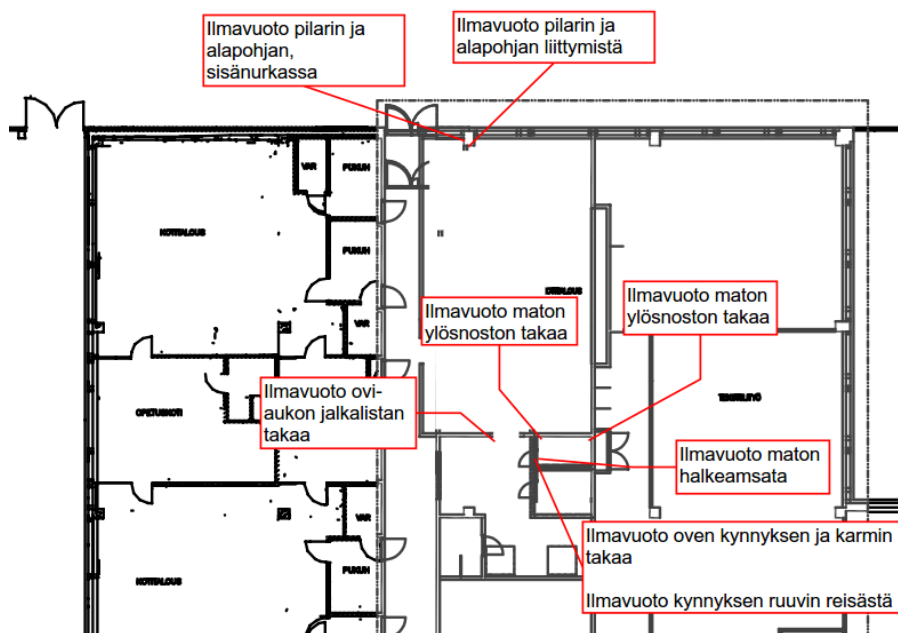 Ilmavuoto pilarin ja
alapohjan,
sisänurkassa
Ilmavuoto pilarin ja
alapohjan liittymistä
VAR
PUKUH
KOTITALOUS
PUKUH
VAR
Ilmavuoto maton
ylösnoston takaa
Ilmavuoto maton
ylösnoston takaa
Ilmavuoto ovi-
aukon jalkalistan
takaa
OPETUSKOTI
TEKSTIILITYÖ
Ilmavuoto maton
halkeamsata
VAR
PUKUH
KOTITALOUS
Ilmavuoto oven kynnyksen ja karmin
takaa
Ilmavuoto kynnyksen ruuvin reisästä